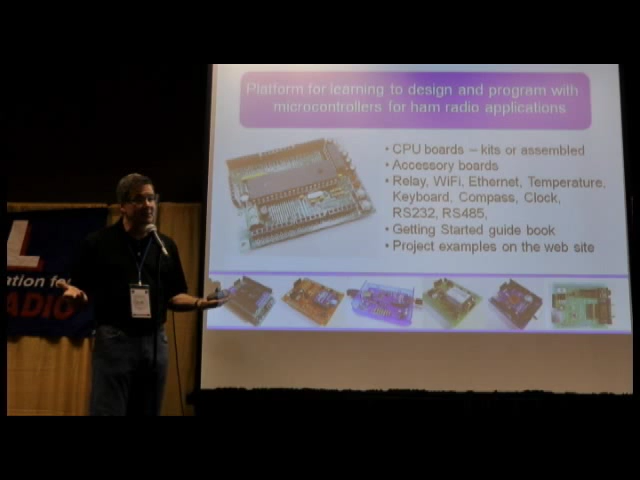 Platform for learning to design and program with
microcontrollers for ham radio applications
• CPU boards – kits or assembled
• Accessory boards
• Relay, WiFi, Ethernet, Temperature,
Keyboard, Compass, Clock,
RS232, RS485,
• Getting Started guide book
• Project examples on the web site
L
ation for
RADIO